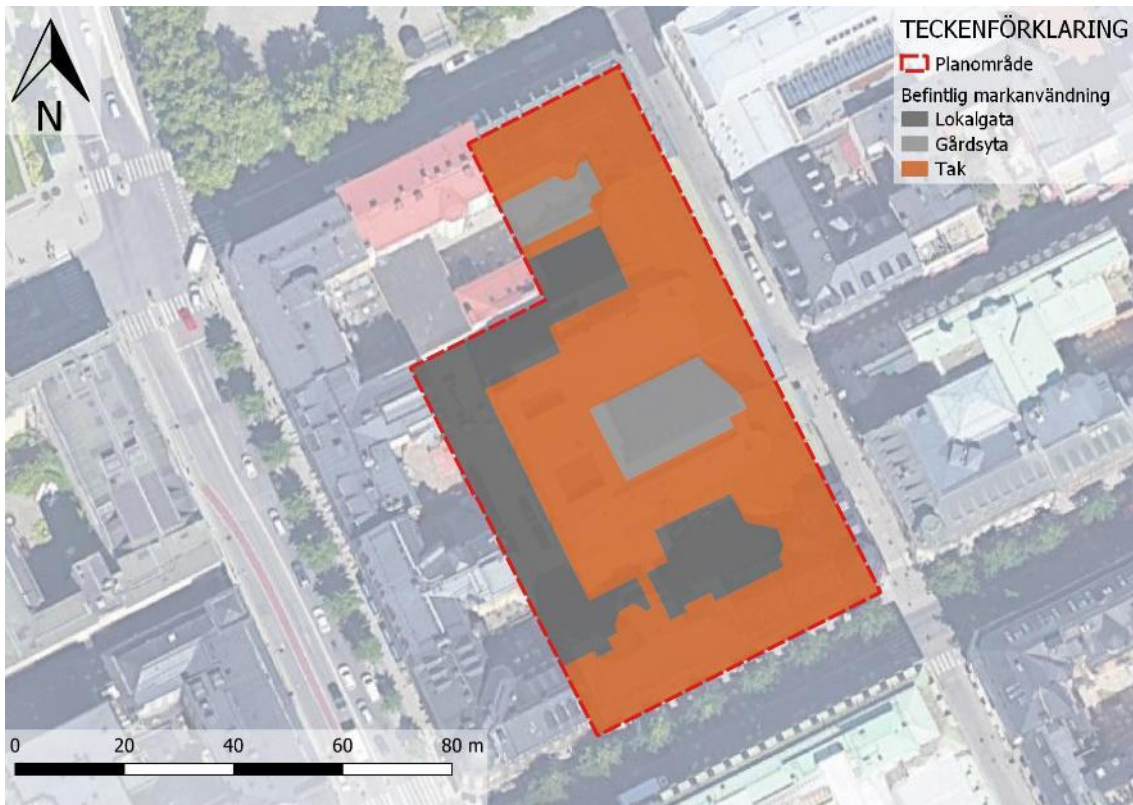 N
TECKENFÖRKLARING
Planområde
Befintlig markanvändning
Lokalgata
Gårdsyta
Tak
0 20 40 60 80 m